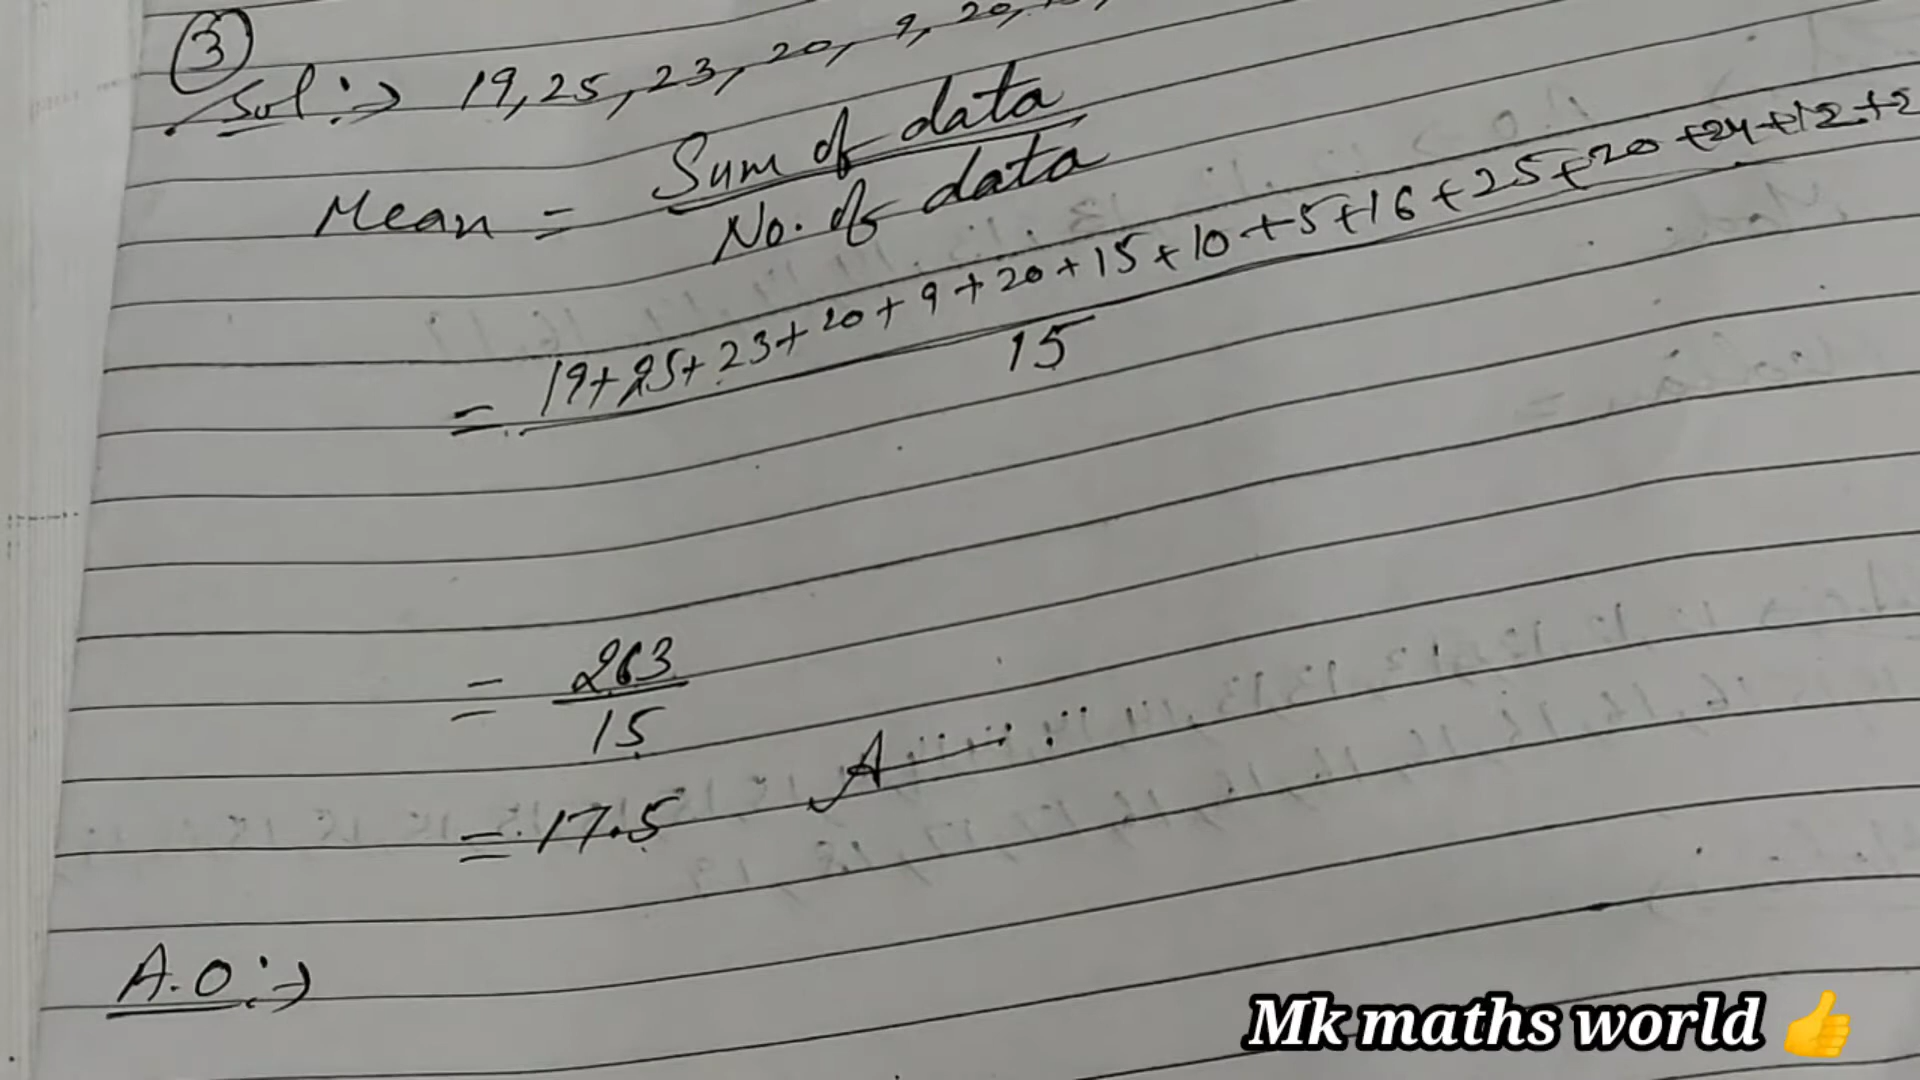 3
Sol:→ 19, 25, 23, 20, 9, 20,
Mean = Sum of data
No. of data
= 19+25+23+20+9+20+15+10+5+16+25+20+24+12+2
15
= 263
15
= 17.5 A
A.O:→
Mk maths world 👍